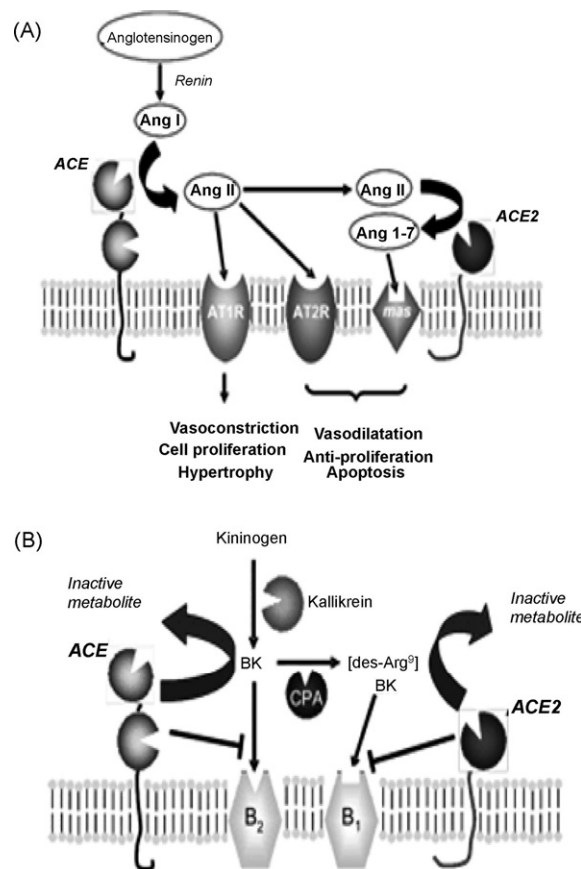 (A)
Anglotensinogen
Renin
Ang I
ACE
Ang II
Ang II
Ang 1-7
ACE2
AT1R
AT2R
mas
Vasoconstriction
Cell proliferation
Hypertrophy
Vasodilatation
Anti-proliferation
Apoptosis
(B)
Kininogen
Inactive
metabolite
Kallikrein
Inactive
metabolite
ACE
BK
CPA
[des-Arg⁹]
BK
ACE2
B₂
B₁